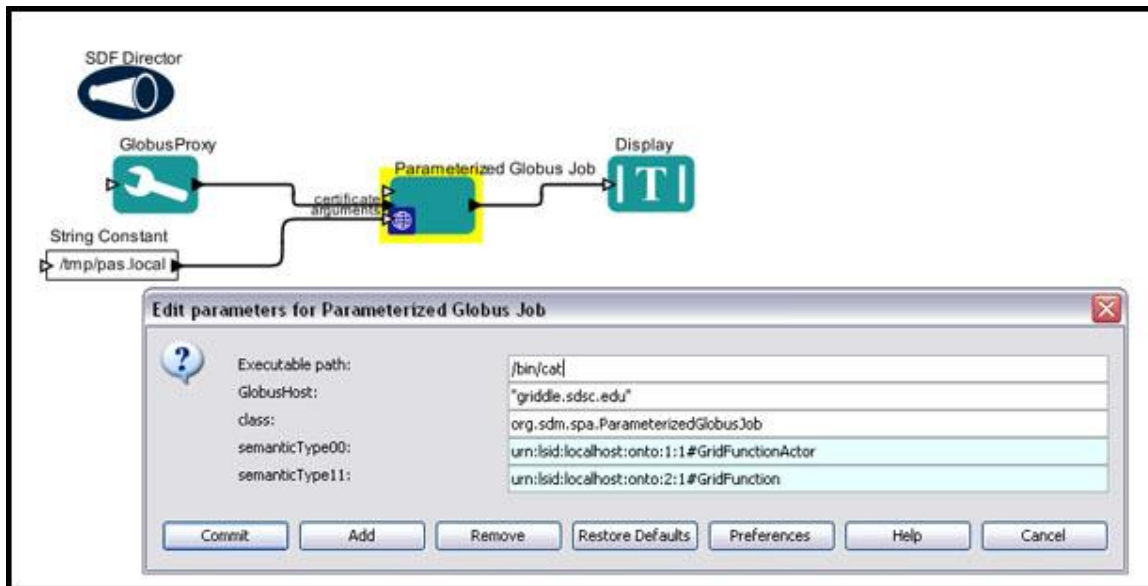 SDF Director
GlobusProxy
Parameterized Globus Job
Display
certificate
arguments
String Constant
/tmp/pas.local
T
Edit parameters for Parameterized Globus Job
?
Executable path:
/bin/cat
GlobusHost:
"griddle.sdsc.edu"
class:
org.sdm.spa.ParameterizedGlobusJob
semanticType00:
urn:lsid:localhost:onto:1:1#GridFunctionActor
semanticType11:
urn:lsid:localhost:onto:2:1#GridFunction
Commit Add Remove Restore Defaults Preferences Help Cancel